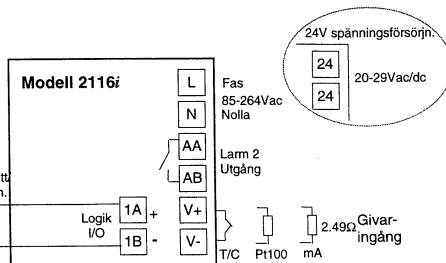 24V spänningsförsörjn.
24
20-29Vac/dc
24
Modell 2116i
L
Fas
85-264Vac
N
Nolla
AA
Larm 2
Utgång
AB
Logik
I/O
1A +
V+
1B -
V-
T/C
Pt100
mA
2.49Ω
Givar-
ingång